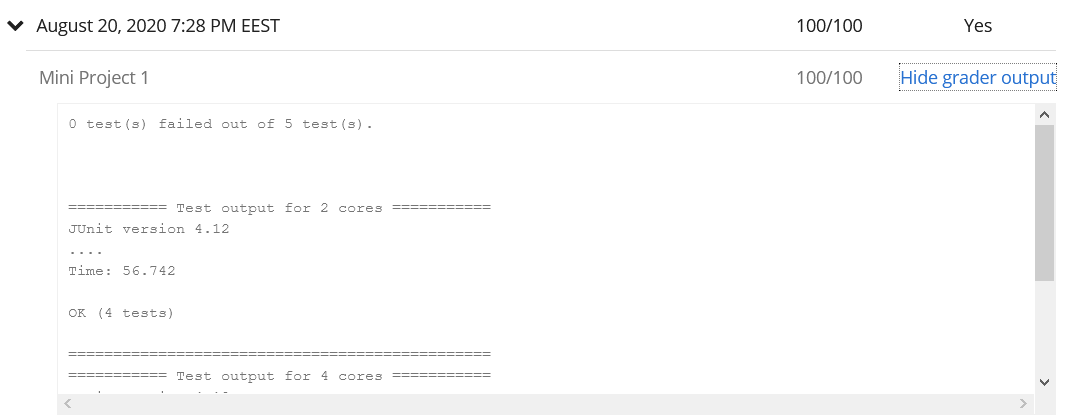 August 20, 2020 7:28 PM EEST 100/100 Yes
Mini Project 1 100/100 Hide grader output
0 test(s) failed out of 5 test(s).
=========== Test output for 2 cores ===========
JUnit version 4.12
....
Time: 56.742
OK (4 tests)
===============================================
=========== Test output for 4 cores ===========